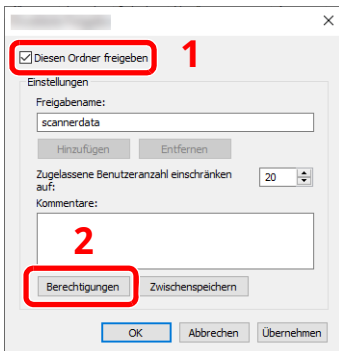 Diesen Ordner freigeben
1
Einstellungen
Freigabename:
scannerdata
Hinzufügen Entfernen
Zugelassene Benutzeranzahl einschränken
auf:
20
Kommentare:
2
Berechtigungen Zwischenspeichern
OK Abbrechen Übernehmen